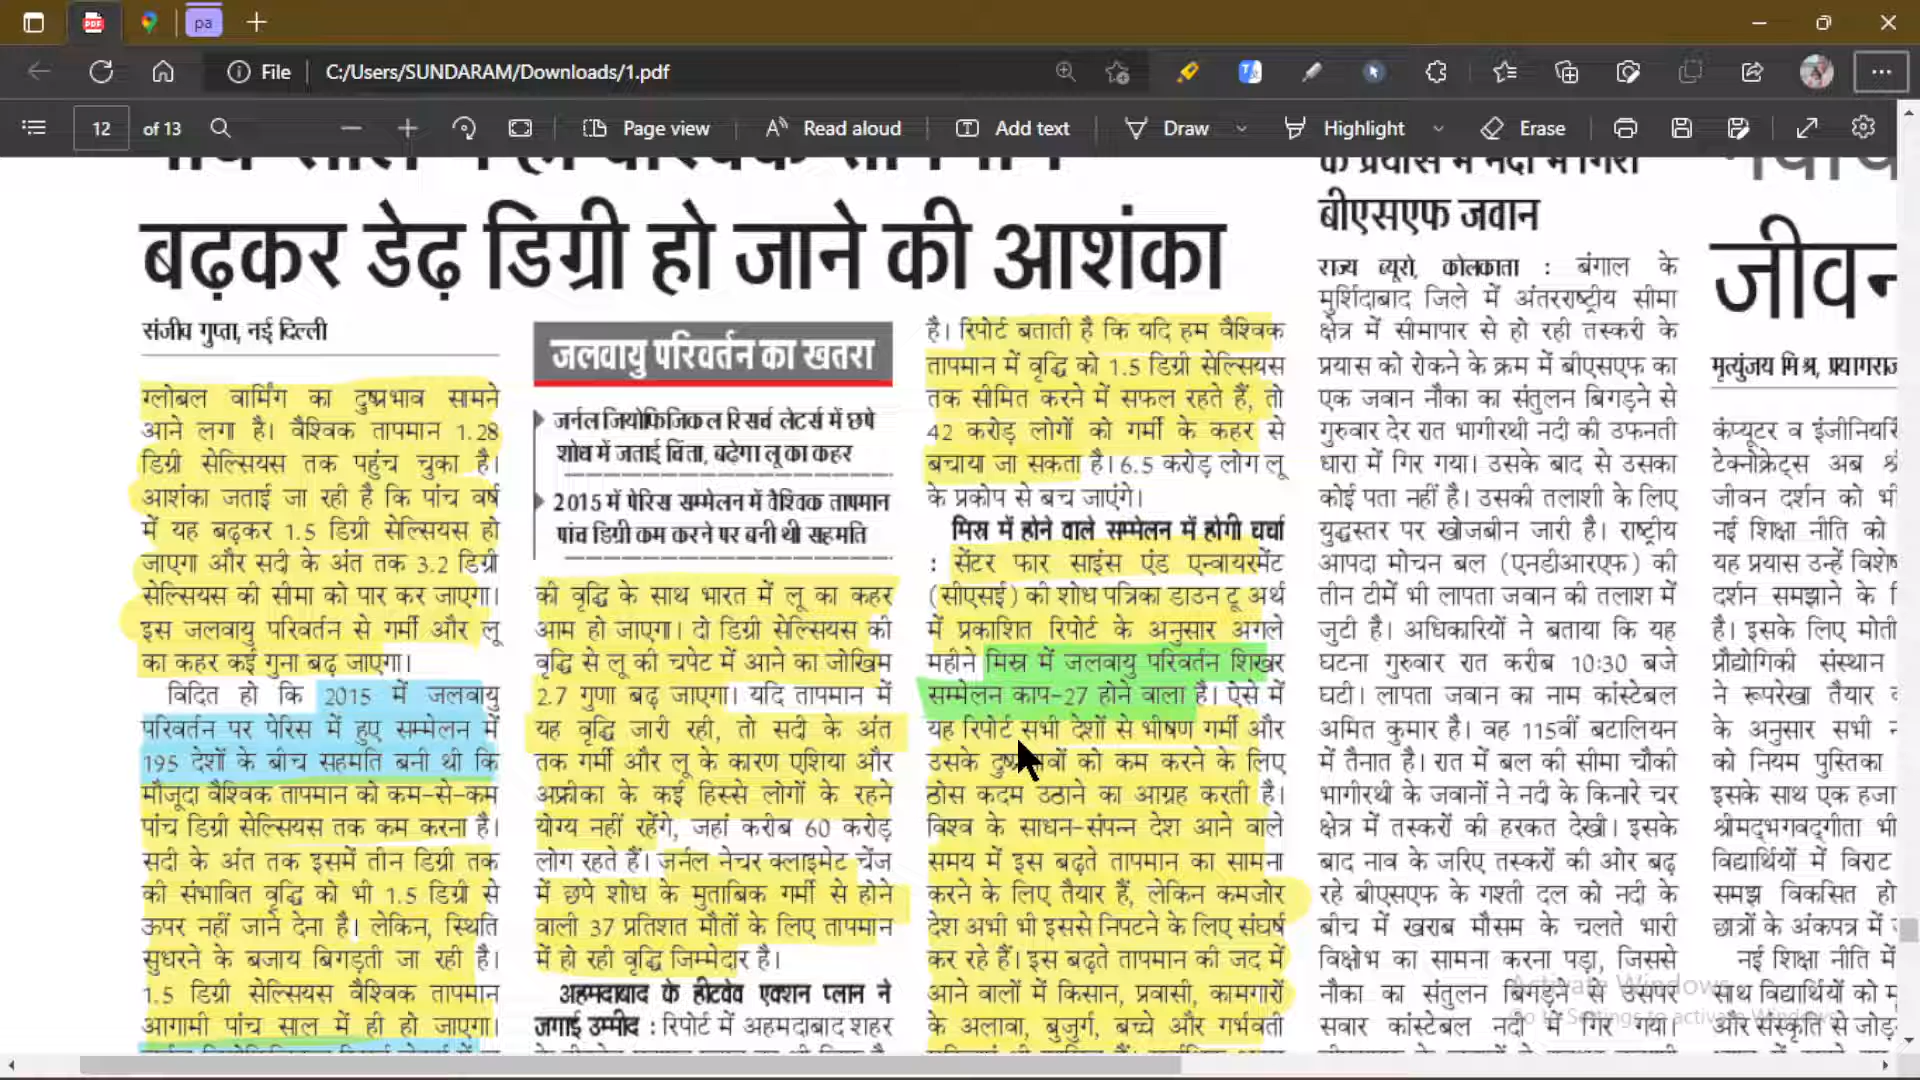 pa
File
C:/Users/SUNDARAM/Downloads/1.pdf
12 of 13
Page view
Read aloud
Add text
Draw
Highlight
Erase
बढ़कर डेढ़ डिग्री हो जाने की आशंका
संजीव गुप्ता, नई दिल्ली
ग्लोबल वार्मिंग का दुष्प्रभाव सामने
आने लगा है। वैश्विक तापमान 1.28
डिग्री सेल्सियस तक पहुंच चुका है।
आशंका जताई जा रही है कि पांच वर्ष
में यह बढ़कर 1.5 डिग्री सेल्सियस हो
जाएगा और सदी के अंत तक 3.2 डिग्री
सेल्सियस की सीमा को पार कर जाएगा।
इस जलवायु परिवर्तन से गर्मी और लू
का कहर कई गुना बढ़ जाएगा।
विदित हो कि 2015 में जलवायु
परिवर्तन पर पेरिस में हुए सम्मेलन में
195 देशों के बीच सहमति बनी थी कि
मौजूदा वैश्विक तापमान को कम-से-कम
पांच डिग्री सेल्सियस तक कम करना है।
सदी के अंत तक इसमें तीन डिग्री तक
की संभावित वृद्धि को भी 1.5 डिग्री से
ऊपर नहीं जाने देना है। लेकिन, स्थिति
सुधरने के बजाय बिगड़ती जा रही है।
1.5 डिग्री सेल्सियस वैश्विक तापमान
आगामी पांच साल में ही हो जाएगा।
जलवायु परिवर्तन का खतरा
जर्नल जियोफिजिकल रिसर्च लेटर्स में छपे
शोध में जताई चिंता, बढ़ेगा लू का कहर
2015 में पेरिस सम्मेलन में वैश्विक तापमान
पांच डिग्री कम करने पर बनी थी सहमति
की वृद्धि के साथ भारत में लू का कहर
आम हो जाएगा। दो डिग्री सेल्सियस की
वृद्धि से लू की चपेट में आने का जोखिम
2.7 गुणा बढ़ जाएगा। यदि तापमान में
यह वृद्धि जारी रही, तो सदी के अंत
तक गर्मी और लू के कारण एशिया और
अफ्रीका के कई हिस्से लोगों के रहने
योग्य नहीं रहेंगे, जहां करीब 60 करोड़
लोग रहते हैं। जर्नल नेचर क्लाइमेट चेंज
में छपे शोध के मुताबिक गर्मी से होने
वाली 37 प्रतिशत मौतों के लिए तापमान
में हो रही वृद्धि जिम्मेदार है।
अहमदाबाद के हीटवेव एक्शन प्लान ने
जगाई उम्मीद : रिपोर्ट में अहमदाबाद शहर
है। रिपोर्ट बताती है कि यदि हम वैश्विक
तापमान में वृद्धि को 1.5 डिग्री सेल्सियस
तक सीमित करने में सफल रहते हैं, तो
42 करोड़ लोगों को गर्मी के कहर से
बचाया जा सकता है। 6.5 करोड़ लोग लू
के प्रकोप से बच जाएंगे।
मिस्र में होने वाले सम्मेलन में होगी चर्चा
: सेंटर फार साइंस एंड एन्वायरमेंट
(सीएसई) की शोध पत्रिका डाउन टू अर्थ
में प्रकाशित रिपोर्ट के अनुसार अगले
महीने मिस्र में जलवायु परिवर्तन शिखर
सम्मेलन काप-27 होने वाला है। ऐसे में
यह रिपोर्ट सभी देशों से भीषण गर्मी और
उसके को कम करने के लिए
ठोस कदम उठाने का आग्रह करती है।
विश्व के साधन-संपन्न देश आने वाले
समय में इस बढ़ते तापमान का सामना
करने के लिए तैयार हैं, लेकिन कमजोर
देश अभी भी इससे निपटने के लिए संघर्ष
कर रहे हैं। इस बढ़ते तापमान की जद में
आने वालों में किसान, प्रवासी, कामगारों
के अलावा, बुजुर्ग, बच्चे और गर्भवती
के प्रयास में नदी में गिरा
बीएसएफ जवान
राज्य ब्यूरो, कोलकाता : बंगाल के
मुर्शिदाबाद जिले में अंतरराष्ट्रीय सीमा
क्षेत्र में सीमापार से हो रही तस्करी के
प्रयास को रोकने के क्रम में बीएसएफ का
एक जवान नौका का संतुलन बिगड़ने से
गुरुवार देर रात भागीरथी नदी की उफनती
धारा में गिर गया। उसके बाद से उसका
कोई पता नहीं है। उसकी तलाशी के लिए
युद्धस्तर पर खोजबीन जारी है। राष्ट्रीय
आपदा मोचन बल (एनडीआरएफ) की
तीन टीमें भी लापता जवान की तलाश में
जुटी है। अधिकारियों ने बताया कि यह
घटना गुरुवार रात करीब 10:30 बजे
घटी। लापता जवान का नाम कांस्टेबल
अमित कुमार है। वह 115वीं बटालियन
में तैनात है। रात में बल की सीमा चौकी
भागीरथी के जवानों ने नदी के किनारे चर
क्षेत्र में तस्करों की हरकत देखी। इसके
बाद नाव के जरिए तस्करों की ओर बढ़
रहे बीएसएफ के गश्ती दल को नदी के
बीच में खराब मौसम के चलते भारी
विक्षोभ का सामना करना पड़ा, जिससे
नौका का संतुलन बिगड़ने से उसपर
सवार कांस्टेबल नदी में गिर गया।
जीवन
मृत्युंजय मिश्र, प्रयागराज
कंप्यूटर व इंजीनियरिं
टेक्नोक्रेट्स अब
जीवन दर्शन को भी
नई शिक्षा नीति को
यह प्रयास उन्हें विशेष
दर्शन समझाने के
है। इसके लिए मोती
प्रौद्योगिकी संस्थान
ने रूपरेखा तैयार
के अनुसार सभी
को नियम पुस्तिका
इसके साथ एक हजा
श्रीमद्भगवद्गीता भी
विद्यार्थियों में विराट
समझ विकसित हो
छात्रों के अंकपत्र में
नई शिक्षा नीति में
साथ विद्यार्थियों को
और संस्कृति से जोड़
Activate Windows
Go to Settings to activate Windows.